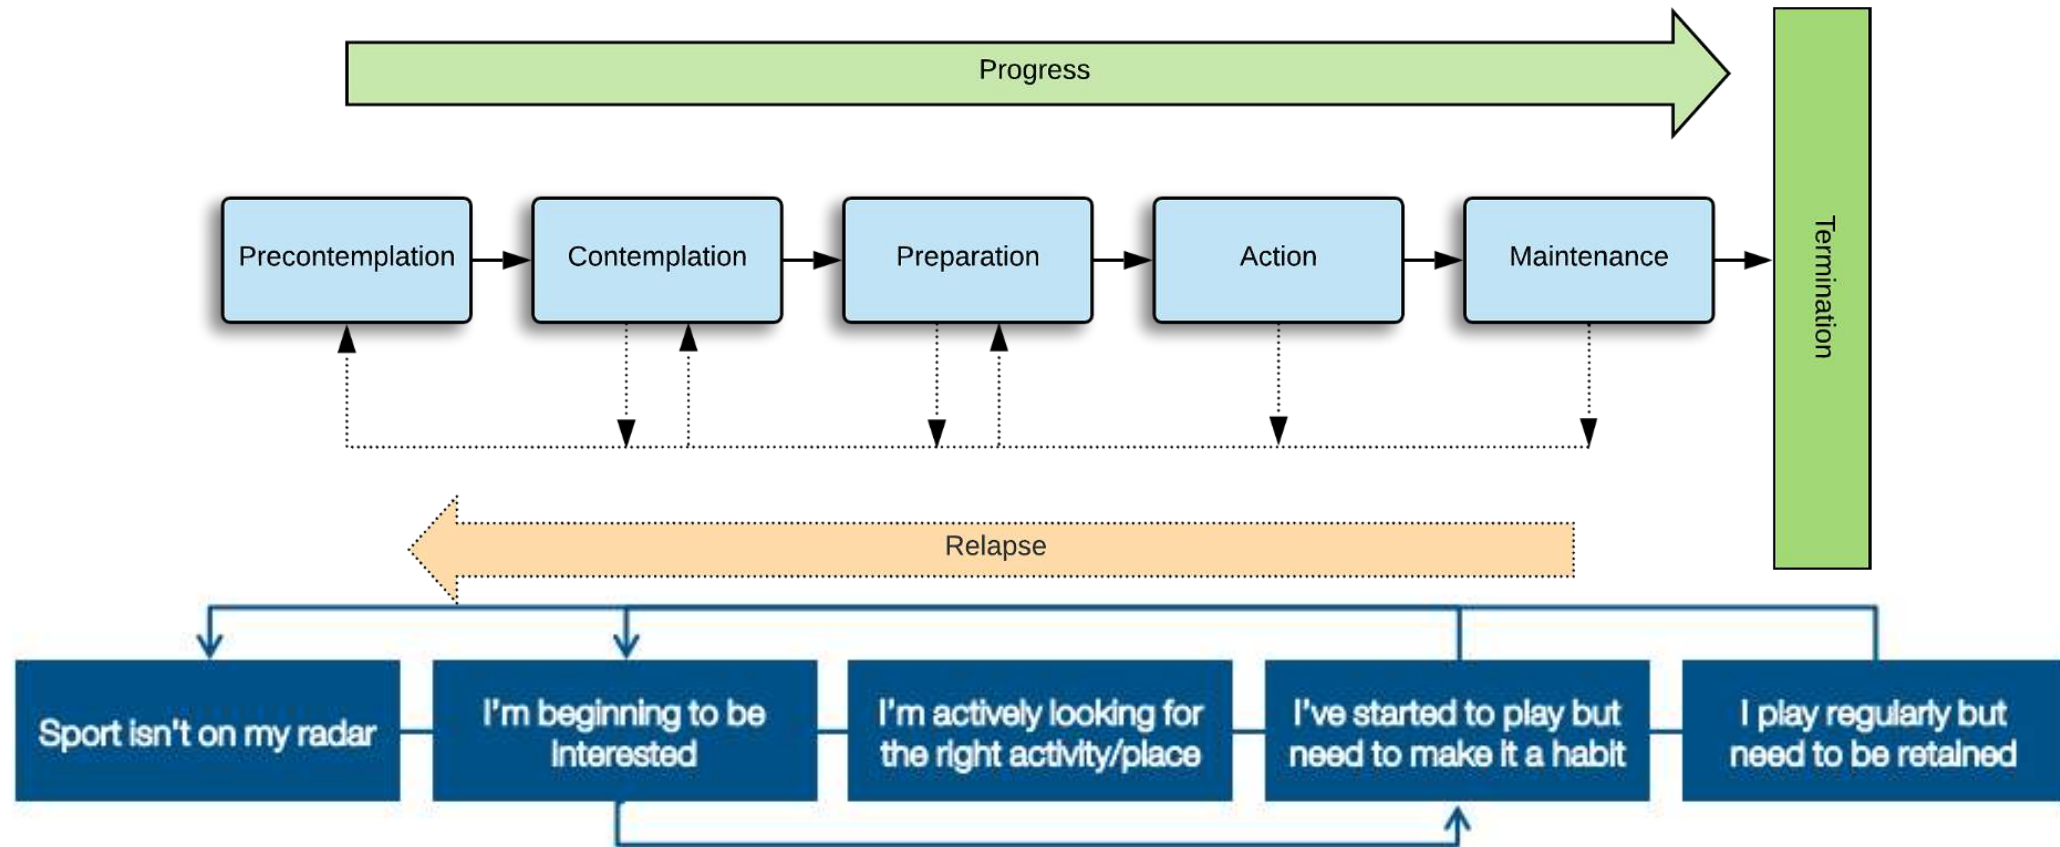 Progress
Precontemplation
Contemplation
Preparation
Action
Maintenance
Termination
Relapse
Sport isn't on my radar
I'm beginning to be
interested
I'm actively looking for
the right activity/place
I've started to play but
need to make it a habit
I play regularly but
need to be retained